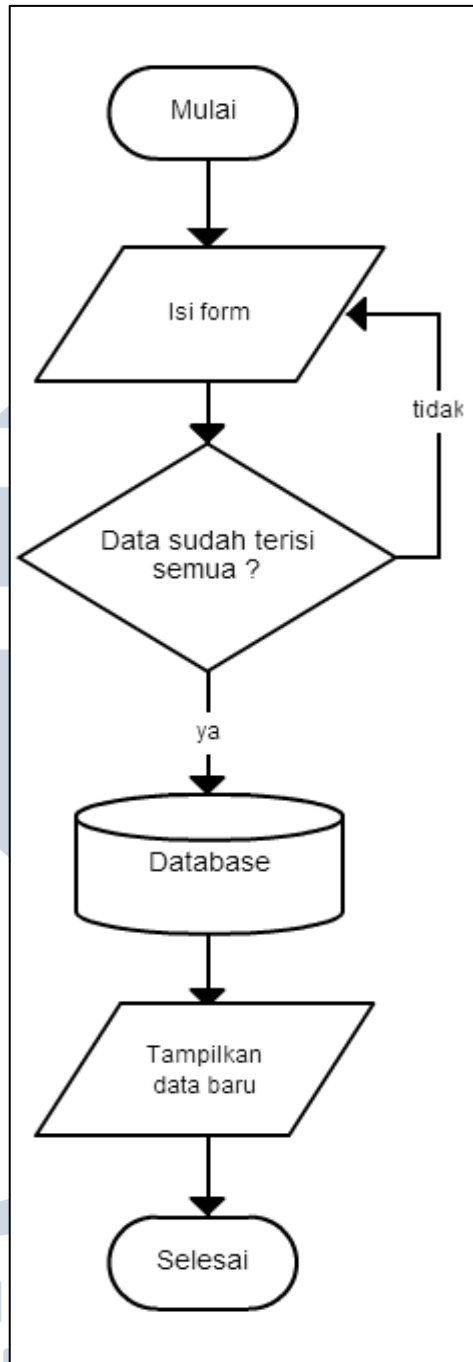 Mulai
Isi form
tidak
Data sudah terisi
semua ?
ya
Database
Tampilkan
data baru
Selesai